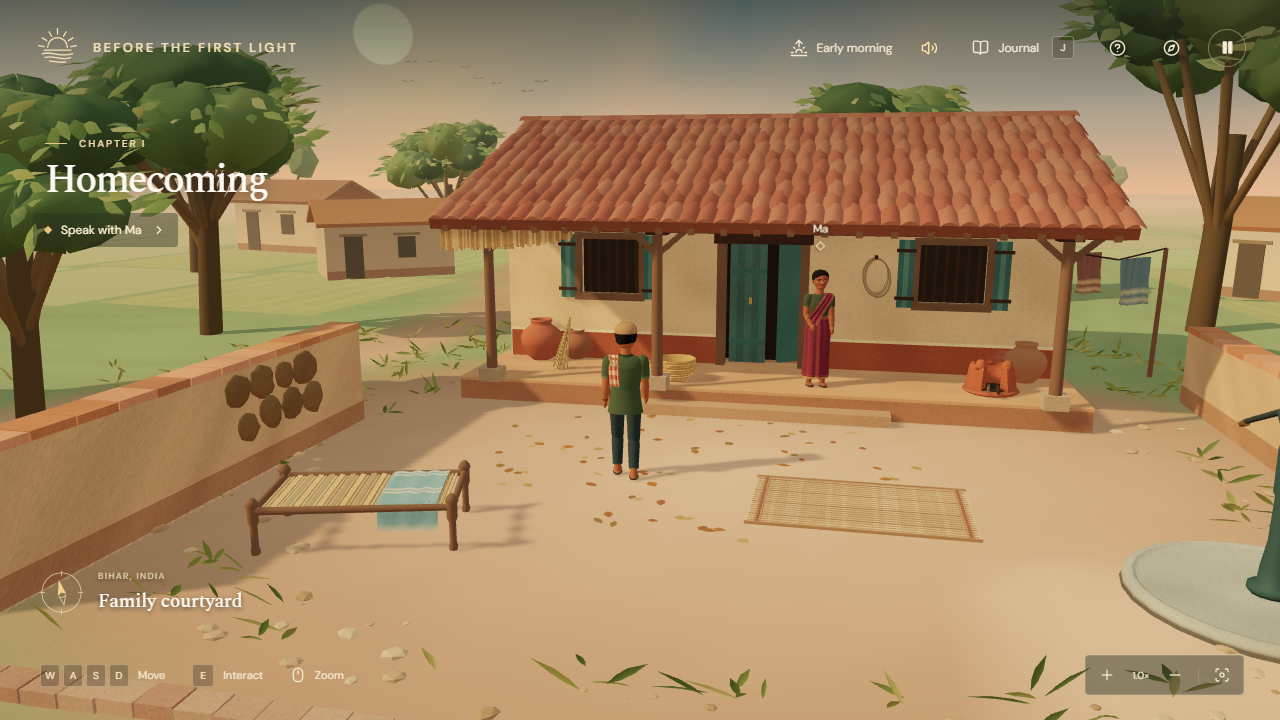 BEFORE THE FIRST LIGHT
Early morning
Journal J
CHAPTER I
Homecoming
Speak with Ma
Ma
BIHAR, INDIA
Family courtyard
W A S D Move
E Interact
Zoom
1.0×